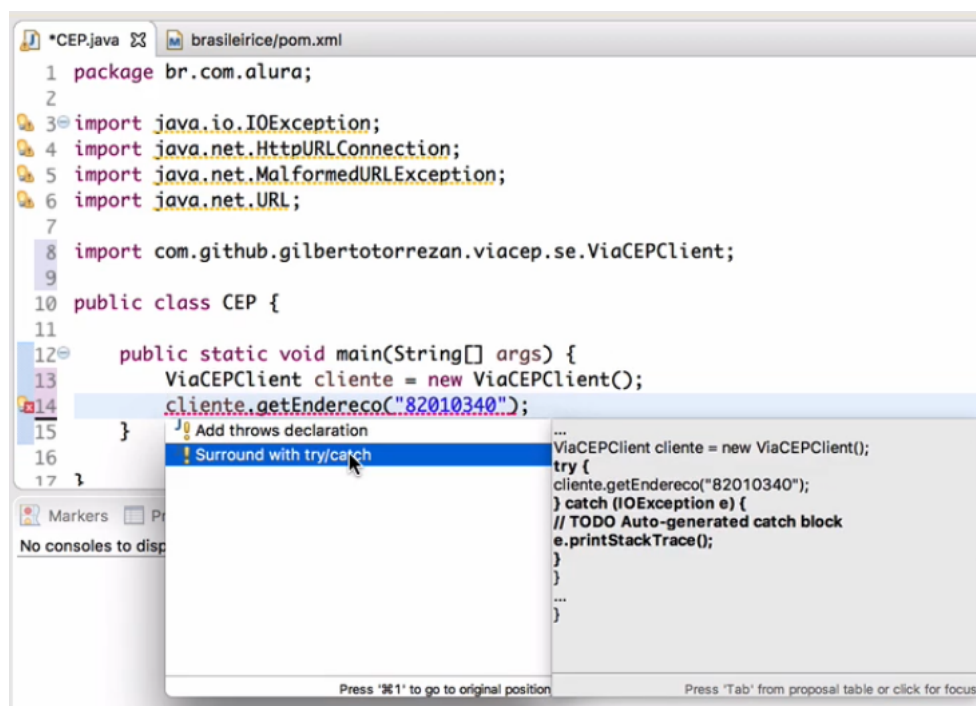 *CEP.java brasileirice/pom.xml
1 package br.com.alura;
2
3 import java.io.IOException;
4 import java.net.HttpURLConnection;
5 import java.net.MalformedURLException;
6 import java.net.URL;
7
8 import com.github.gilbertotorrezan.viacep.se.ViaCEPClient;
9
10 public class CEP {
11
12 public static void main(String[] args) {
13 ViaCEPClient cliente = new ViaCEPClient();
14 cliente.getEndereco("82010340");
15 }
16
17 }
Add throws declaration
Surround with try/catch
Press '⌘1' to go to original position
...
ViaCEPClient cliente = new ViaCEPClient();
try {
cliente.getEndereco("82010340");
} catch (IOException e) {
// TODO Auto-generated catch block
e.printStackTrace();
}
}
...
}
Press 'Tab' from proposal table or click for focus
Markers
No consoles to